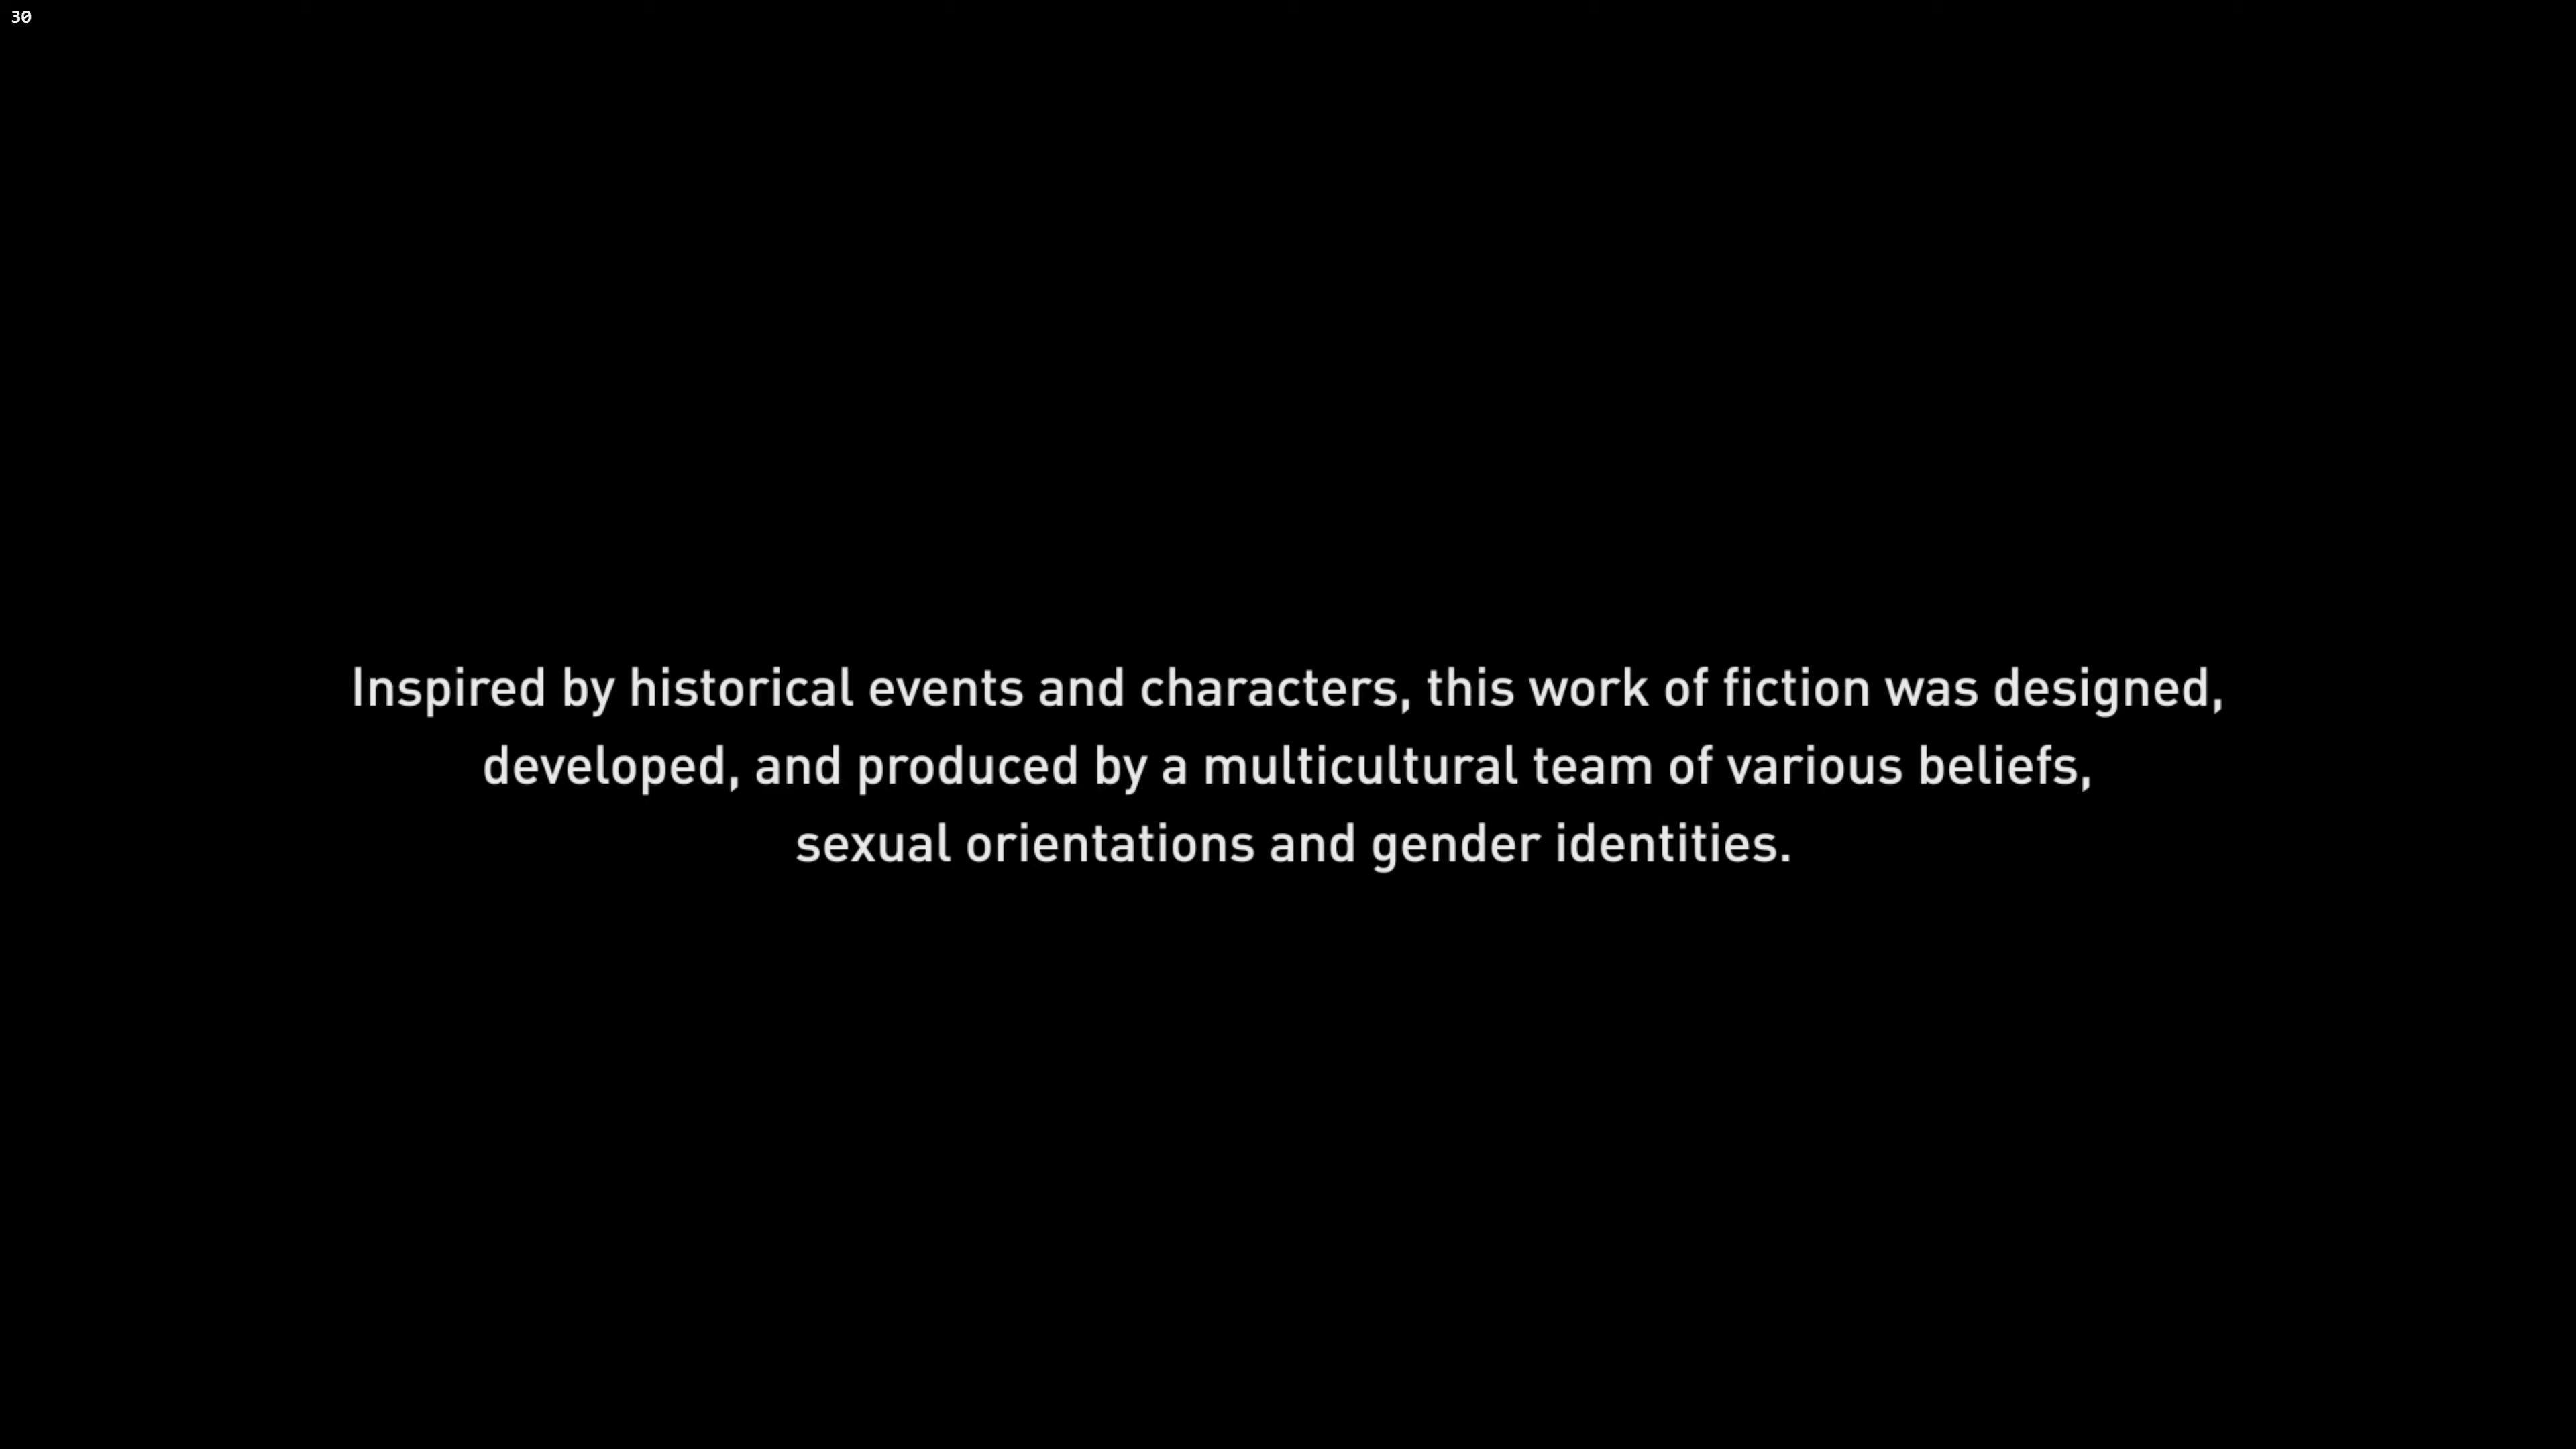 30
Inspired by historical events and characters, this work of fiction was designed,
developed, and produced by a multicultural team of various beliefs,
sexual orientations and gender identities.